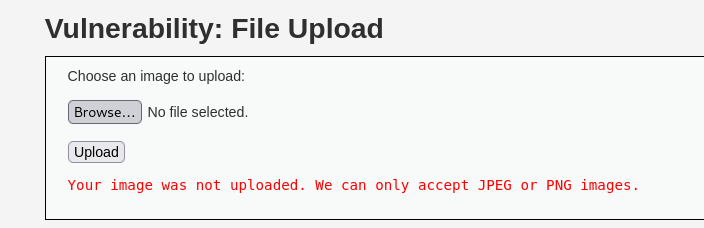 Vulnerability: File Upload
Choose an image to upload:
Browse... No file selected.
Upload
Your image was not uploaded. We can only accept JPEG or PNG images.